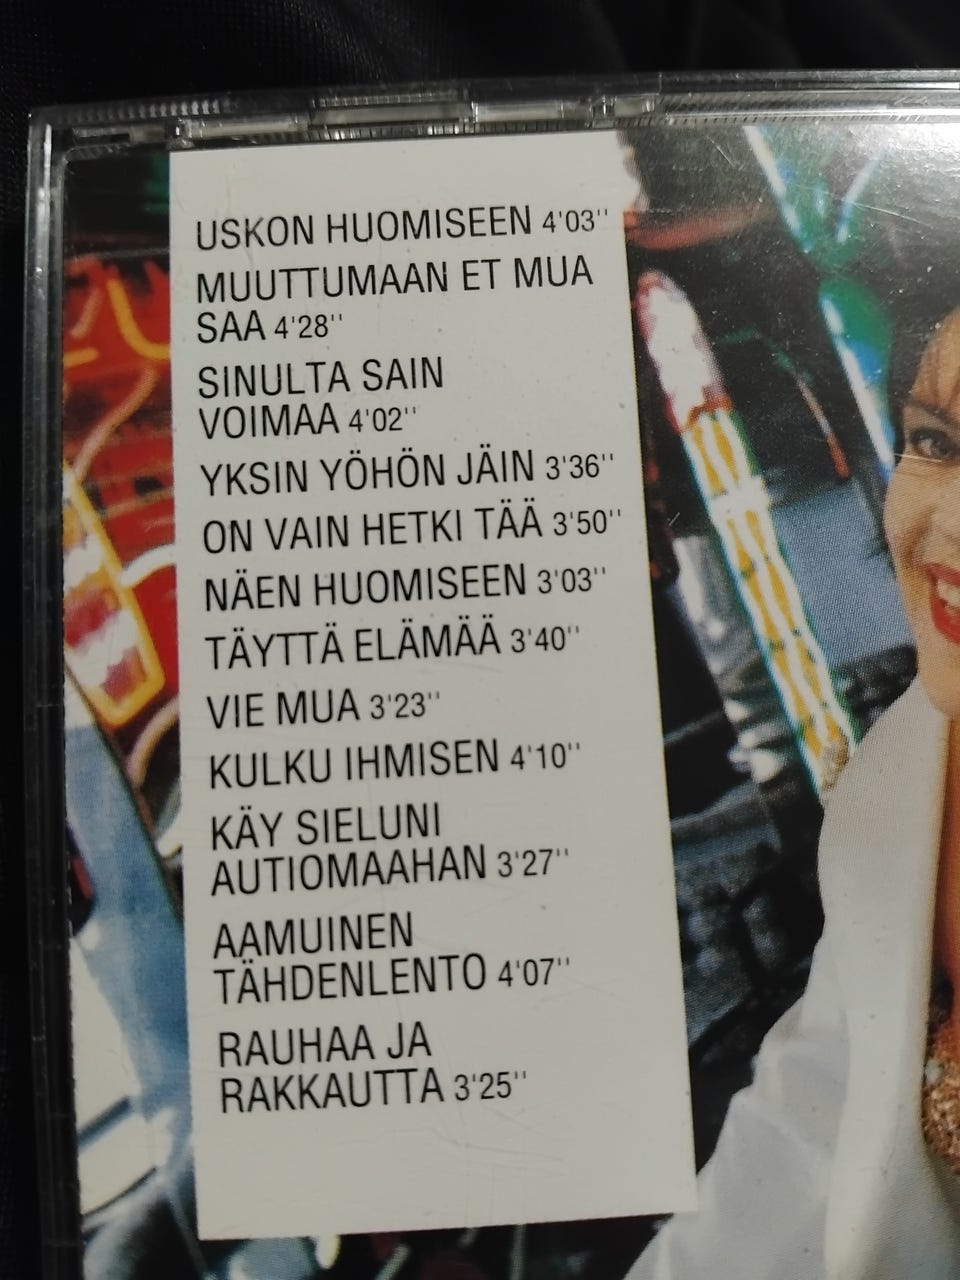 USKON HUOMISEEN 4'03''
MUUTTUMAAN ET MUA
SAA 4'28''
SINULTA SAIN
VOIMAA 4'02''
YKSIN YÖHÖN JÄIN 3'36''
ON VAIN HETKI TÄÄ 3'50''
NÄEN HUOMISEEN 3'03''
TÄYTTÄ ELÄMÄÄ 3'40''
VIE MUA 3'23''
KULKU IHMISEN 4'10''
KÄY SIELUNI
AUTIOMAAHAN 3'27''
AAMUINEN
TÄHDENLENTO 4'07''
RAUHAA JA
RAKKAUTTA 3'25''